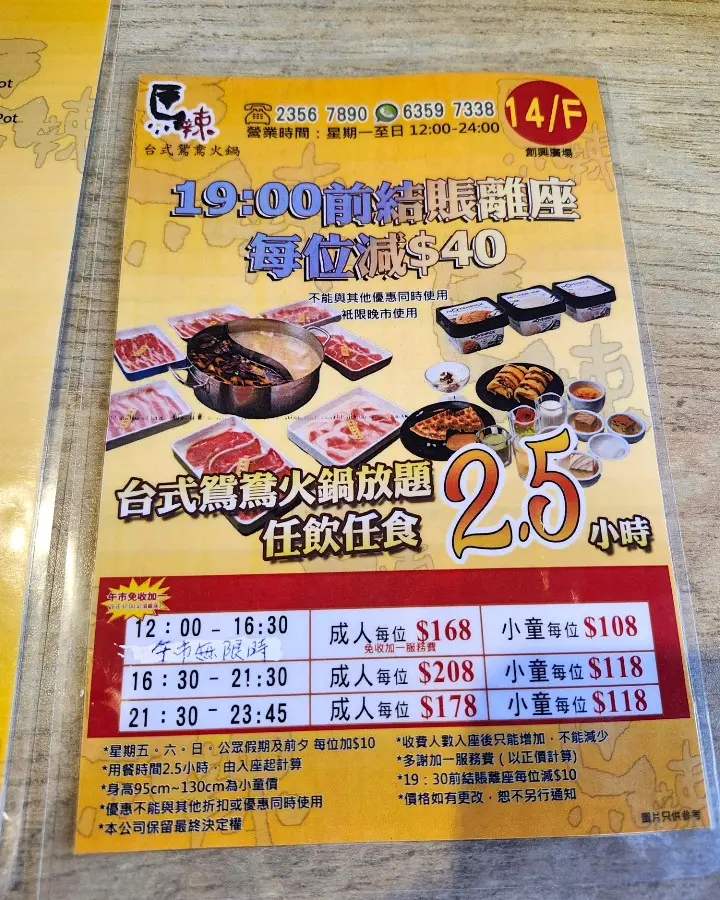 ot
Pot
馬辣
台式鴛鴦火鍋
2356 7890 6359 7338
營業時間：星期一至日 12:00-24:00
14/F
創興廣場
19:00前結賬離座
每位減$40
不能與其他優惠同時使用
衹限晚市使用
台式鴛鴦火鍋放題
任飲任食
2.5小時
午市免收加一
12：00 - 16:30
午市無限時
成人每位 $168
免收加一服務費
小童每位 $108
16：30 - 21:30
成人每位 $208
小童每位 $118
21：30 - 23:45
成人每位 $178
小童每位 $118
*星期五。六。日。公眾假期及前夕 每位加$10
*用餐時間2.5小時，由入座起計算
*身高95cm~130cm為小童價
*優惠不能與其他折扣或優惠同時使用
*本公司保留最終決定權
*收費人數入座後只能增加，不能減少
*多謝加一服務費（以正價計算）
*19：30前結賬離座每位減$10
*價格如有更改，恕不另行通知
圖片只供參考